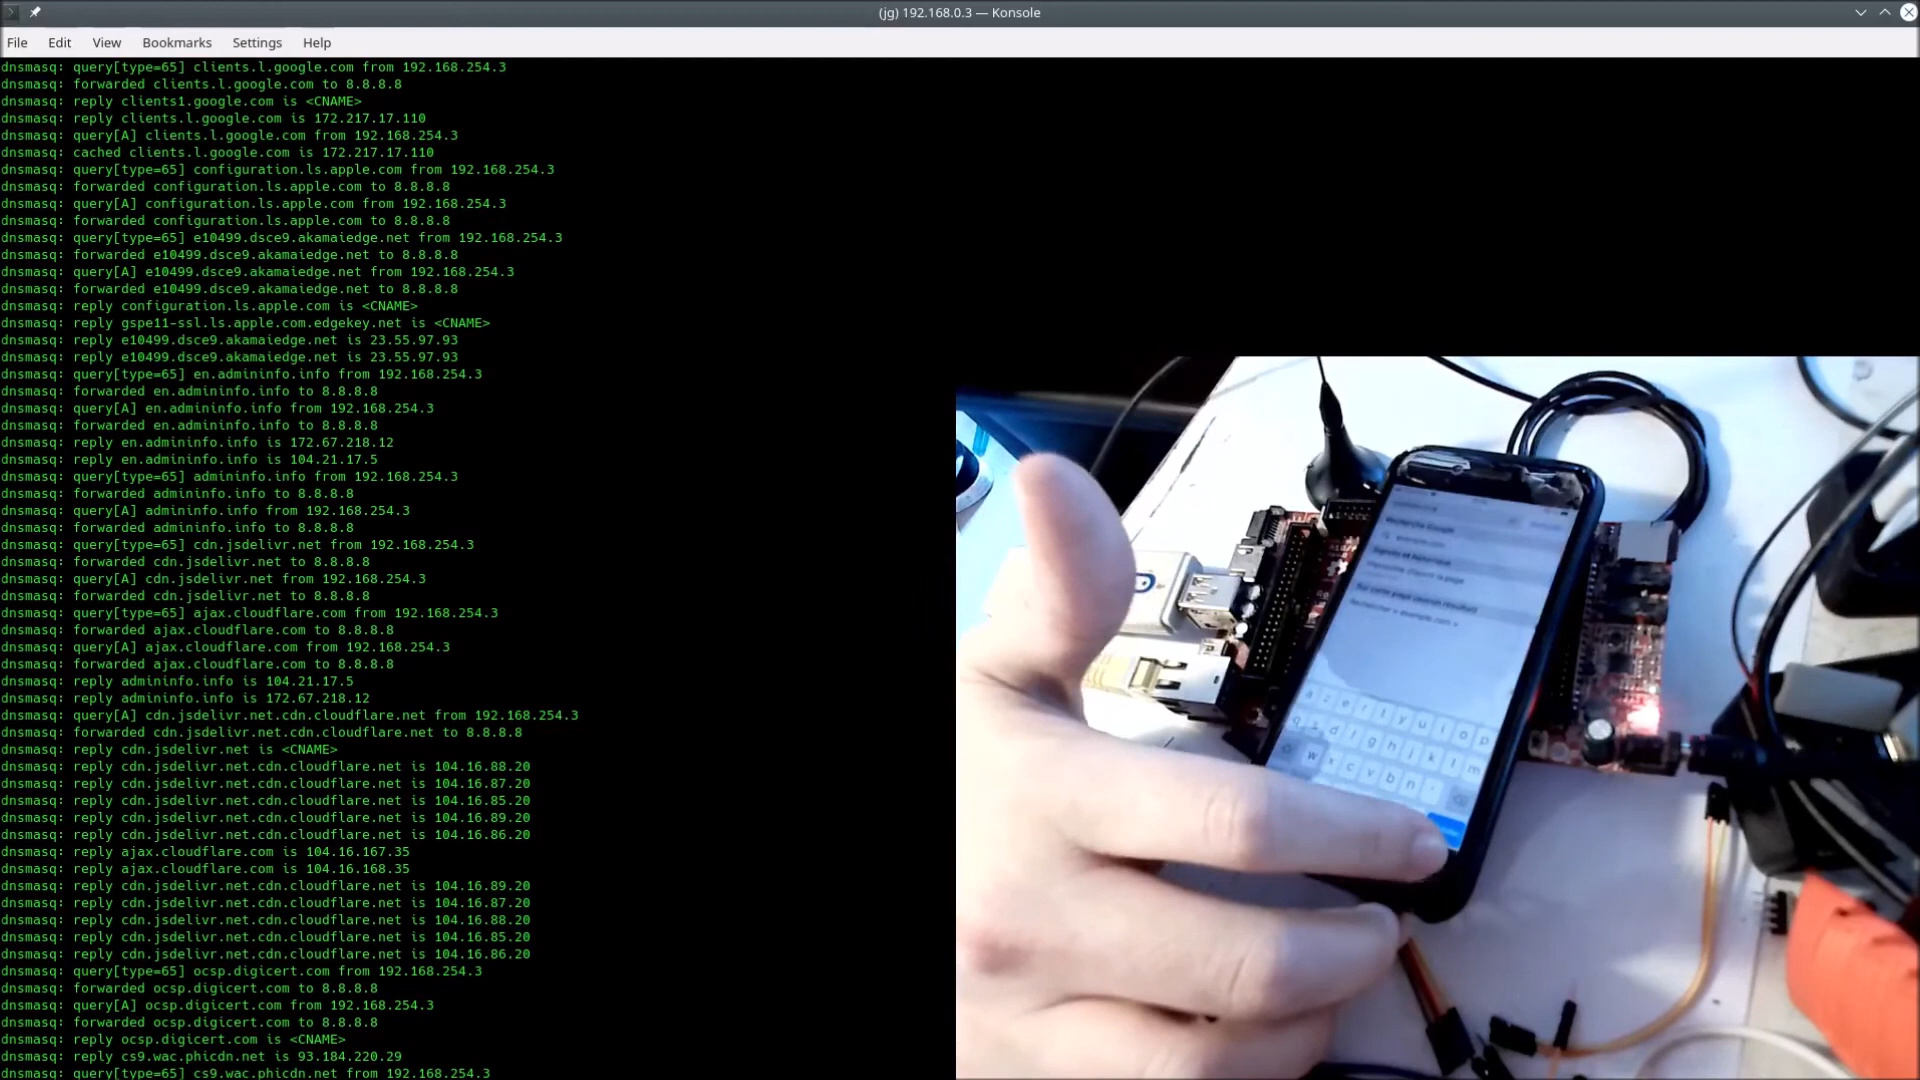 (jg) 192.168.0.3 — Konsole
File Edit View Bookmarks Settings Help
dnsmasq: query[type=65] clients.l.google.com from 192.168.254.3
dnsmasq: forwarded clients.l.google.com to 8.8.8.8
dnsmasq: reply clients1.google.com is <CNAME>
dnsmasq: reply clients.l.google.com is 172.217.17.110
dnsmasq: query[A] clients.l.google.com from 192.168.254.3
dnsmasq: cached clients.l.google.com is 172.217.17.110
dnsmasq: query[type=65] configuration.ls.apple.com from 192.168.254.3
dnsmasq: forwarded configuration.ls.apple.com to 8.8.8.8
dnsmasq: query[A] configuration.ls.apple.com from 192.168.254.3
dnsmasq: forwarded configuration.ls.apple.com to 8.8.8.8
dnsmasq: query[type=65] e10499.dsce9.akamaiedge.net from 192.168.254.3
dnsmasq: forwarded e10499.dsce9.akamaiedge.net to 8.8.8.8
dnsmasq: query[A] e10499.dsce9.akamaiedge.net from 192.168.254.3
dnsmasq: forwarded e10499.dsce9.akamaiedge.net to 8.8.8.8
dnsmasq: reply configuration.ls.apple.com is <CNAME>
dnsmasq: reply gspe11-ssl.ls.apple.com.edgekey.net is <CNAME>
dnsmasq: reply e10499.dsce9.akamaiedge.net is 23.55.97.93
dnsmasq: reply e10499.dsce9.akamaiedge.net is 23.55.97.93
dnsmasq: query[type=65] en.admininfo.info from 192.168.254.3
dnsmasq: forwarded en.admininfo.info to 8.8.8.8
dnsmasq: query[A] en.admininfo.info from 192.168.254.3
dnsmasq: forwarded en.admininfo.info to 8.8.8.8
dnsmasq: reply en.admininfo.info is 172.67.218.12
dnsmasq: reply en.admininfo.info is 104.21.17.5
dnsmasq: query[type=65] admininfo.info from 192.168.254.3
dnsmasq: forwarded admininfo.info to 8.8.8.8
dnsmasq: query[A] admininfo.info from 192.168.254.3
dnsmasq: forwarded admininfo.info to 8.8.8.8
dnsmasq: query[type=65] cdn.jsdelivr.net from 192.168.254.3
dnsmasq: forwarded cdn.jsdelivr.net to 8.8.8.8
dnsmasq: query[A] cdn.jsdelivr.net from 192.168.254.3
dnsmasq: forwarded cdn.jsdelivr.net to 8.8.8.8
dnsmasq: query[type=65] ajax.cloudflare.com from 192.168.254.3
dnsmasq: forwarded ajax.cloudflare.com to 8.8.8.8
dnsmasq: query[A] ajax.cloudflare.com from 192.168.254.3
dnsmasq: forwarded ajax.cloudflare.com to 8.8.8.8
dnsmasq: reply admininfo.info is 104.21.17.5
dnsmasq: reply admininfo.info is 172.67.218.12
dnsmasq: query[A] cdn.jsdelivr.net.cdn.cloudflare.net from 192.168.254.3
dnsmasq: forwarded cdn.jsdelivr.net.cdn.cloudflare.net to 8.8.8.8
dnsmasq: reply cdn.jsdelivr.net is <CNAME>
dnsmasq: reply cdn.jsdelivr.net.cdn.cloudflare.net is 104.16.88.20
dnsmasq: reply cdn.jsdelivr.net.cdn.cloudflare.net is 104.16.87.20
dnsmasq: reply cdn.jsdelivr.net.cdn.cloudflare.net is 104.16.85.20
dnsmasq: reply cdn.jsdelivr.net.cdn.cloudflare.net is 104.16.89.20
dnsmasq: reply cdn.jsdelivr.net.cdn.cloudflare.net is 104.16.86.20
dnsmasq: reply ajax.cloudflare.com is 104.16.167.35
dnsmasq: reply ajax.cloudflare.com is 104.16.168.35
dnsmasq: reply cdn.jsdelivr.net.cdn.cloudflare.net is 104.16.89.20
dnsmasq: reply cdn.jsdelivr.net.cdn.cloudflare.net is 104.16.87.20
dnsmasq: reply cdn.jsdelivr.net.cdn.cloudflare.net is 104.16.88.20
dnsmasq: reply cdn.jsdelivr.net.cdn.cloudflare.net is 104.16.85.20
dnsmasq: reply cdn.jsdelivr.net.cdn.cloudflare.net is 104.16.86.20
dnsmasq: query[type=65] ocsp.digicert.com from 192.168.254.3
dnsmasq: forwarded ocsp.digicert.com to 8.8.8.8
dnsmasq: query[A] ocsp.digicert.com from 192.168.254.3
dnsmasq: forwarded ocsp.digicert.com to 8.8.8.8
dnsmasq: reply ocsp.digicert.com is <CNAME>
dnsmasq: reply cs9.wac.phicdn.net is 93.184.220.29
dnsmasq: query[type=65] cs9.wac.phicdn.net from 192.168.254.3
Recherche Google
example.com
Rechercher « example.com »
a z e r t y u i o p
q s d f g h j k l m
w x c v b n '